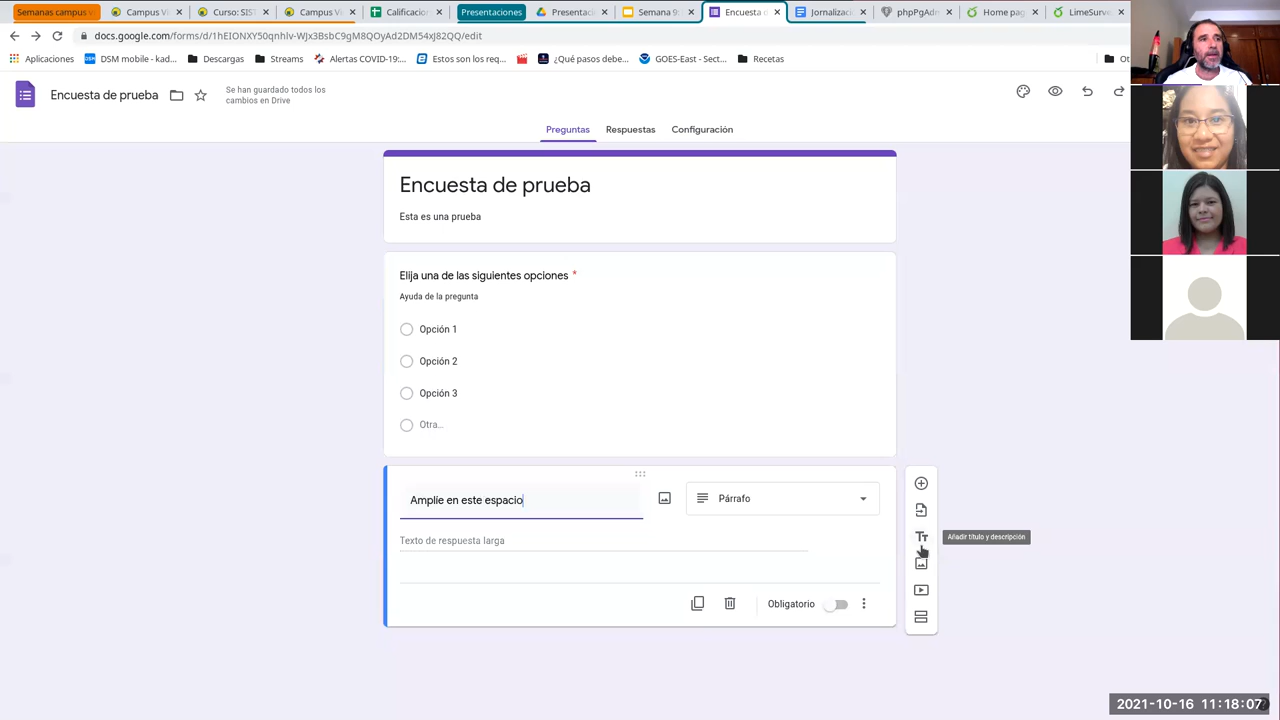 Semanas campus v
Campus Vi
Curso: SIS
Campus Vi
Calificacion
Presentaciones
Presentaci
Semana 9:
Encuesta d
Jornalizac
phpPgAdm
Home pag
LimeSurv
docs.google.com/forms/d/1hEIONXY50qnhlv-WJx3BsbC9gM8QOyAd2DM54xJ82QQ/edit
Aplicaciones
DSM mobile - kad...
Descargas
Streams
Alertas COVID-19:...
Estos son los req...
¿Qué pasos debe...
GOES-East - Sect...
Recetas
Ot
Encuesta de prueba
Se han guardado todos los
cambios en Drive
Preguntas
Respuestas
Configuración
Encuesta de prueba
Esta es una prueba
Elija una de las siguientes opciones *
Ayuda de la pregunta
Opción 1
Opción 2
Opción 3
Otra...
Amplíe en este espacio
Párrafo
Texto de respuesta larga
Añadir título y descripción
Obligatorio
2021-10-16 11:18:07